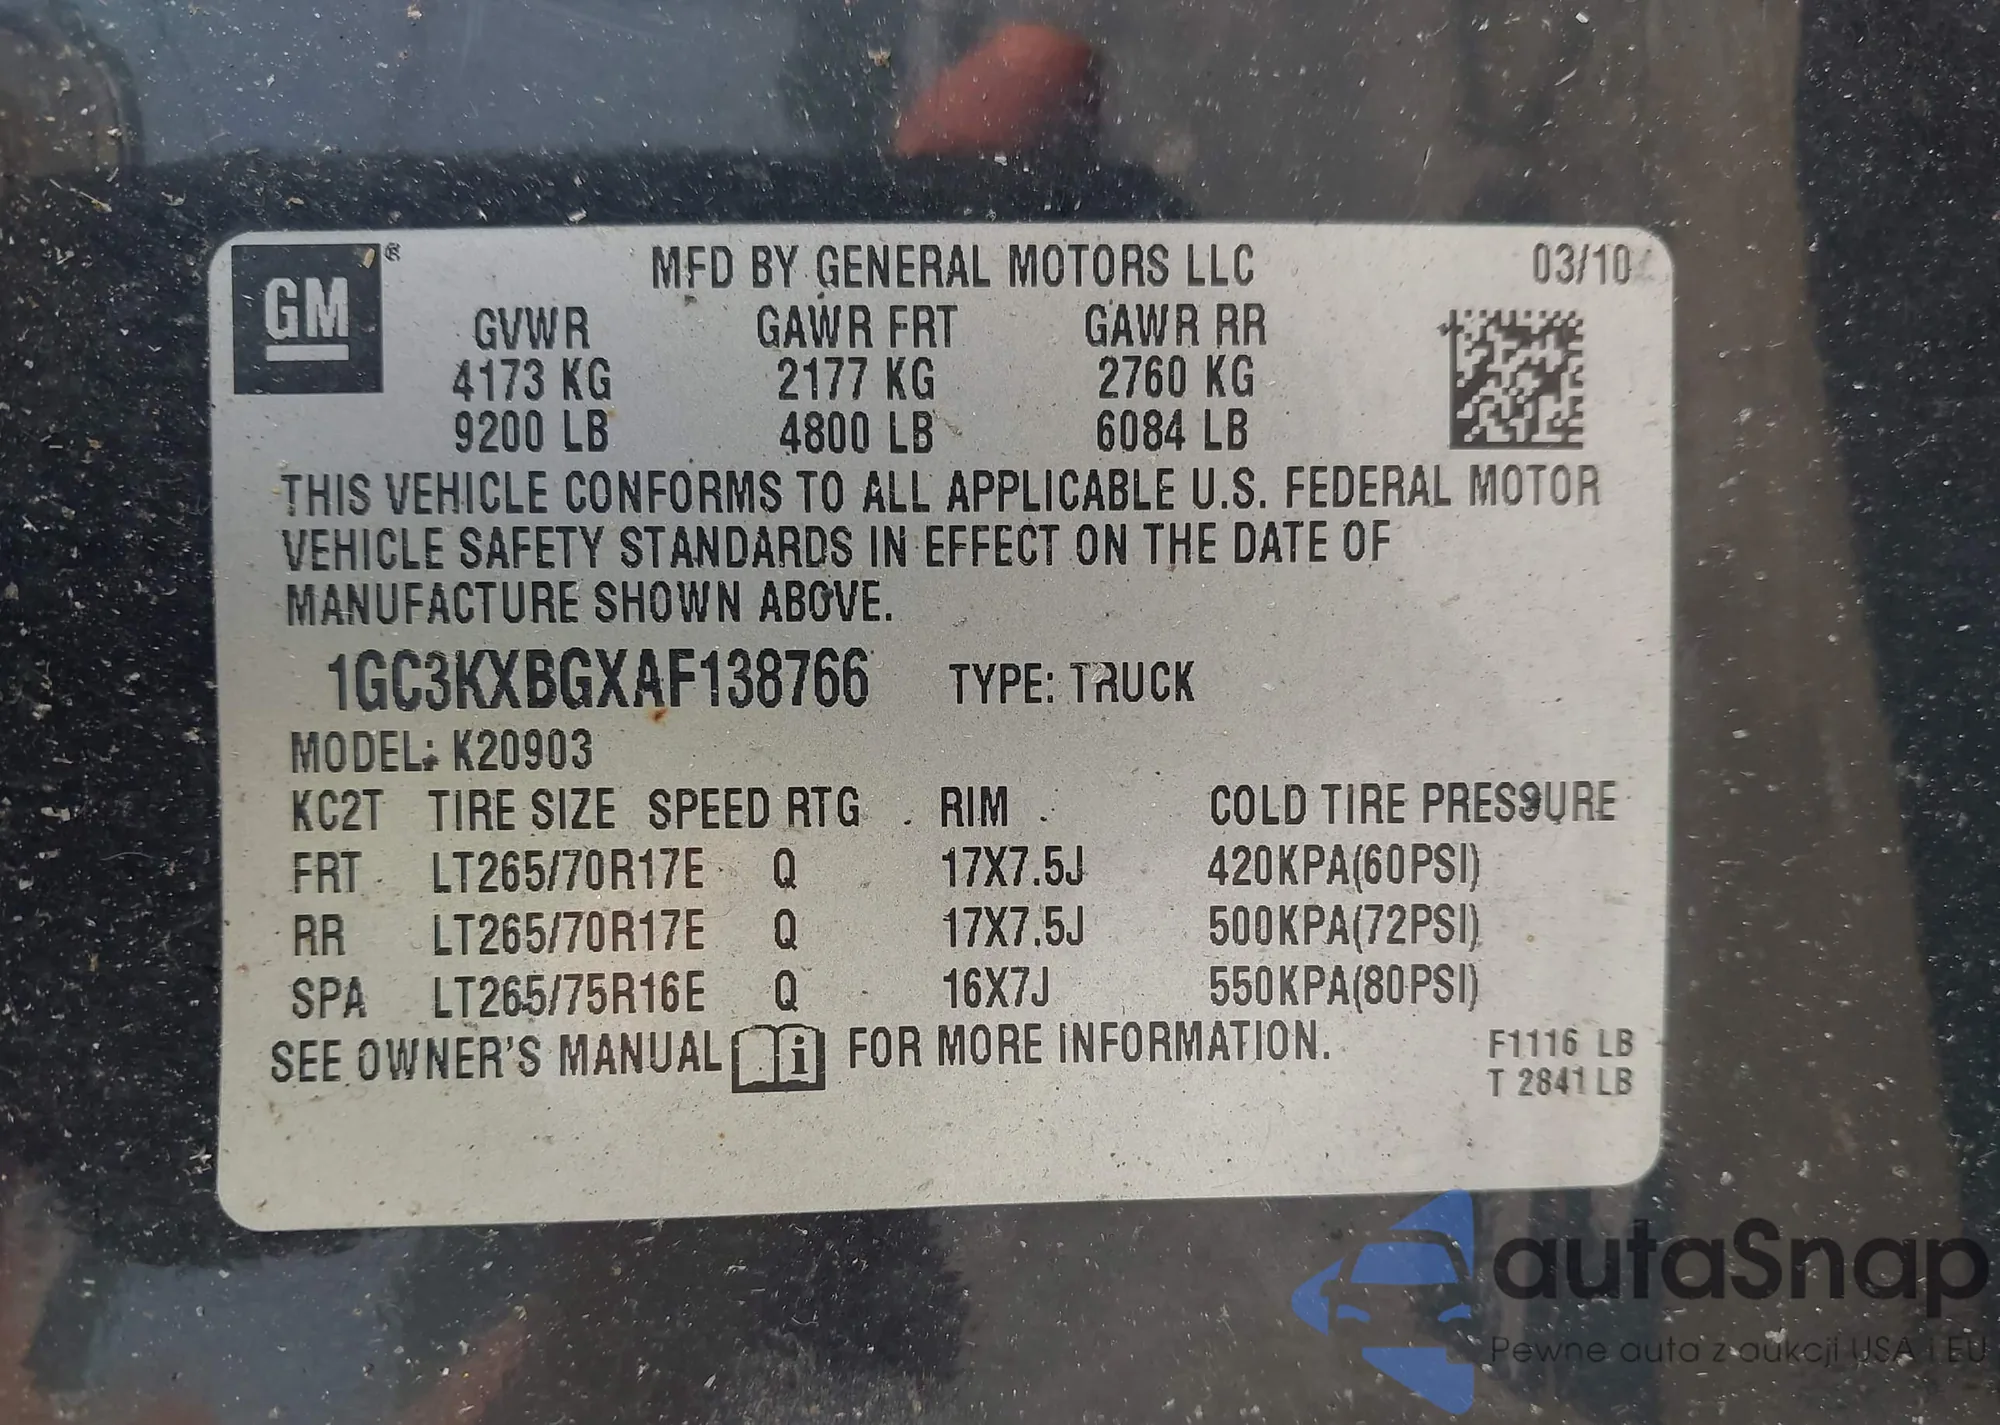 GM ®
MFD BY GENERAL MOTORS LLC 03/10
GVWR GAWR FRT GAWR RR
4173 KG 2177 KG 2760 KG
9200 LB 4800 LB 6084 LB
THIS VEHICLE CONFORMS TO ALL APPLICABLE U.S. FEDERAL MOTOR
VEHICLE SAFETY STANDARDS IN EFFECT ON THE DATE OF
MANUFACTURE SHOWN ABOVE.
1GC3KXBGXAF138766 TYPE: TRUCK
MODEL: K20903
KC2T TIRE SIZE SPEED RTG RIM COLD TIRE PRESSURE
FRT LT265/70R17E Q 17X7.5J 420KPA(60PSI)
RR LT265/70R17E Q 17X7.5J 500KPA(72PSI)
SPA LT265/75R16E Q 16X7J 550KPA(80PSI)
SEE OWNER'S MANUAL i FOR MORE INFORMATION.
F1116 LB
T 2841 LB
autaSnap
Pewne auta z aukcji USA i EU